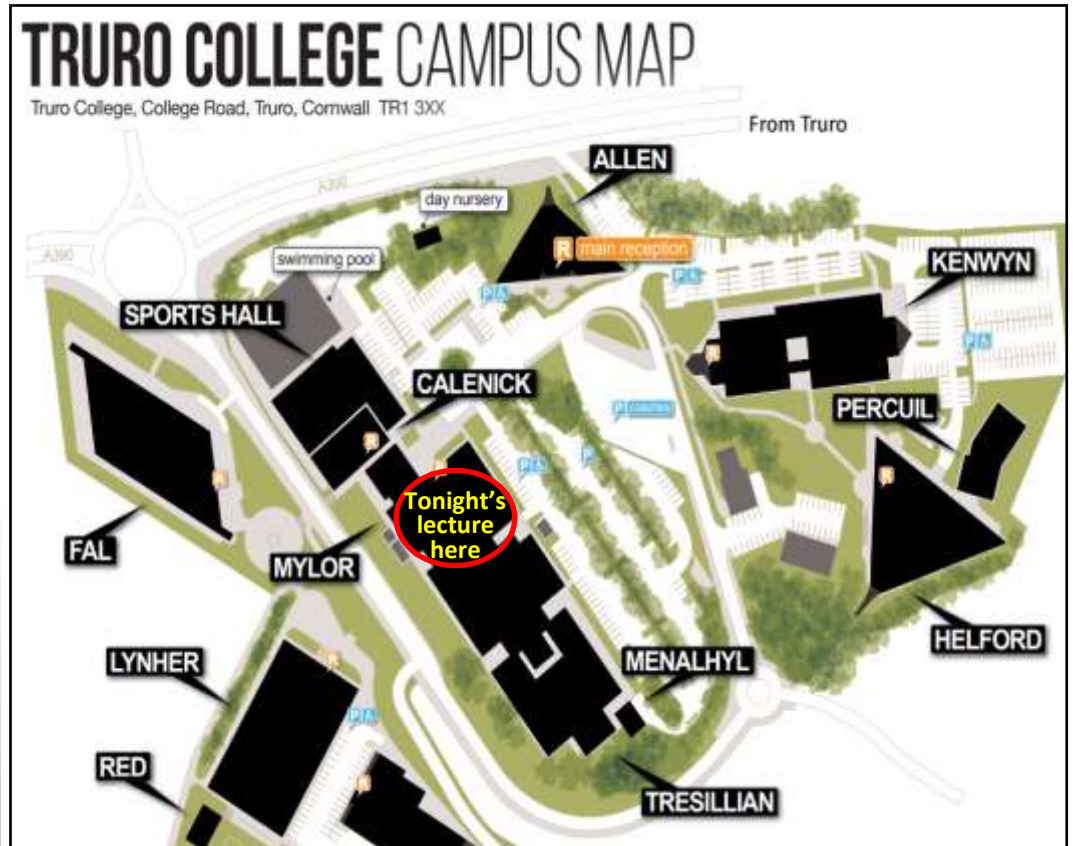 TRURO COLLEGE CAMPUS MAP
Truro College, College Road, Truro, Cornwall TR1 3XX
From Truro
ALLEN
A390
day nursery
R main reception
A390
swimming pool
KENWYN
P
P
SPORTS HALL
P
R
CALENICK
PERCUIL
P
R
R
R
P
P
R
Tonight's
lecture
here
FAL
MYLOR
HELFORD
LYNHER
R
MENALHYL
P
RED
R
TRESILLIAN